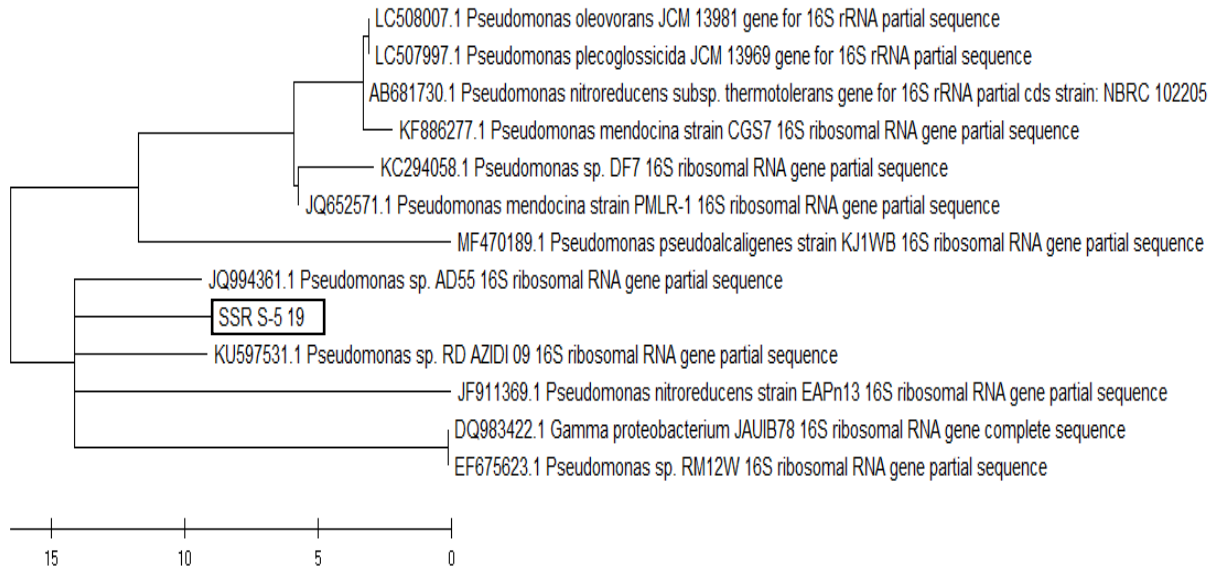 LC508007.1 Pseudomonas oleovorans JCM 13981 gene for 16S rRNA partial sequence
LC507997.1 Pseudomonas plecoglossicida JCM 13969 gene for 16S rRNA partial sequence
AB681730.1 Pseudomonas nitroreducens subsp. thermotolerans gene for 16S rRNA partial cds strain: NBRC 102205
KF886277.1 Pseudomonas mendocina strain CGS7 16S ribosomal RNA gene partial sequence
KC294058.1 Pseudomonas sp. DF7 16S ribosomal RNA gene partial sequence
JQ652571.1 Pseudomonas mendocina strain PMLR-1 16S ribosomal RNA gene partial sequence
MF470189.1 Pseudomonas pseudoalcaligenes strain KJ1WB 16S ribosomal RNA gene partial sequence
JQ994361.1 Pseudomonas sp. AD55 16S ribosomal RNA gene partial sequence
SSR S-5 19
KU597531.1 Pseudomonas sp. RD AZIDI 09 16S ribosomal RNA gene partial sequence
JF911369.1 Pseudomonas nitroreducens strain EAPn13 16S ribosomal RNA gene partial sequence
DQ983422.1 Gamma proteobacterium JAUIB78 16S ribosomal RNA gene complete sequence
EF675623.1 Pseudomonas sp. RM12W 16S ribosomal RNA gene partial sequence
15 10 5 0